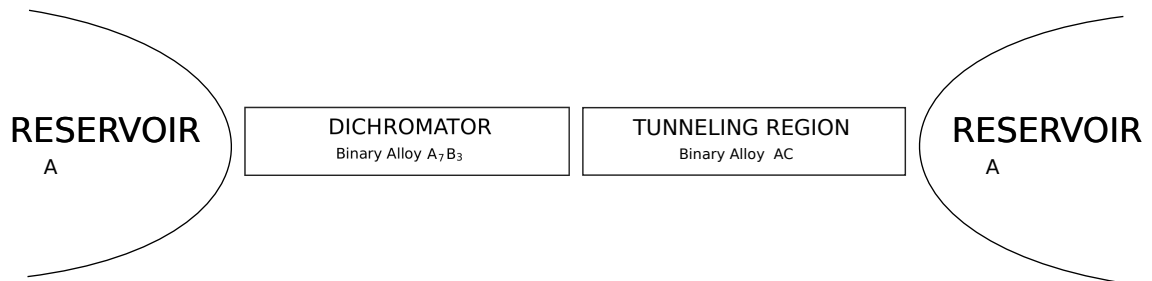 RESERVOIR
A
DICHROMATOR
Binary Alloy A₇B₃
TUNNELING REGION
Binary Alloy AC
RESERVOIR
A